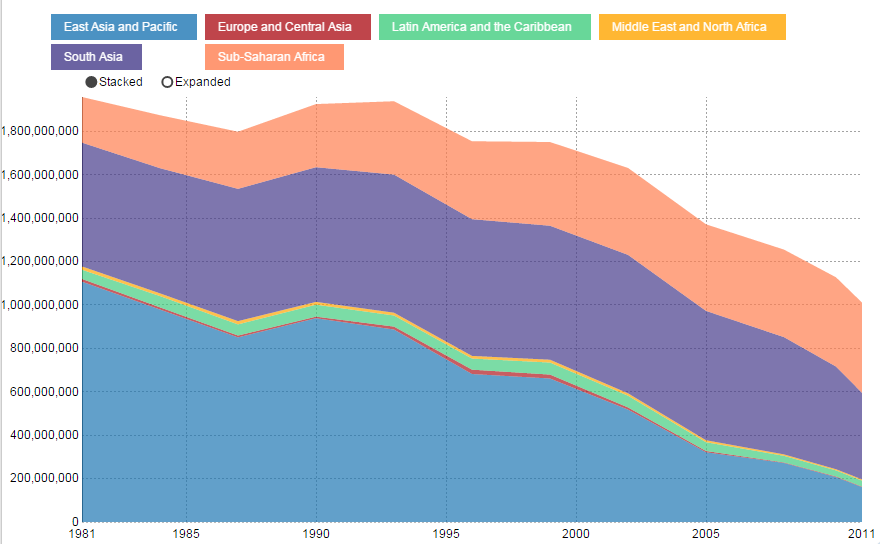 East Asia and Pacific Europe and Central Asia Latin America and the Caribbean Middle East and North Africa
South Asia Sub-Saharan Africa
Stacked Expanded
1,800,000,000
1,600,000,000
1,400,000,000
1,200,000,000
1,000,000,000
800,000,000
600,000,000
400,000,000
200,000,000
0
1981 1985 1990 1995 2000 2005 2011